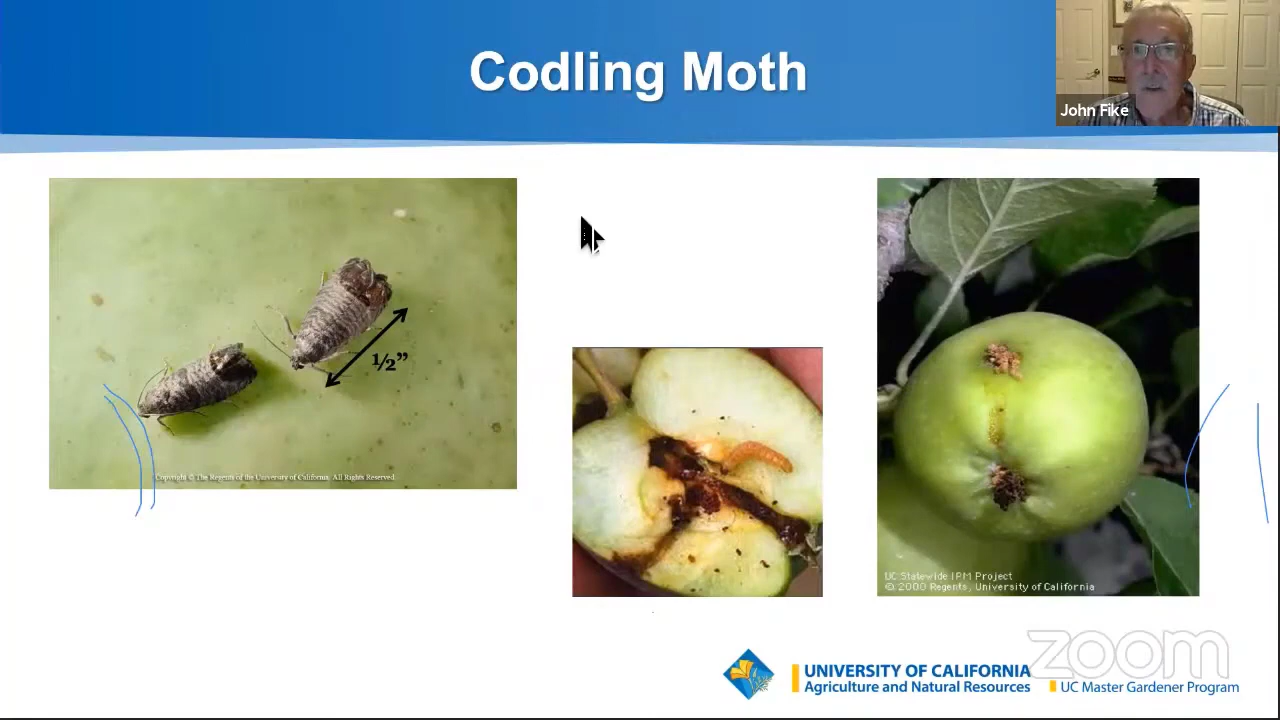 Codling Moth
John Fike
½”
Copyright © The Regents of the University of California. All Rights Reserved.
UC Statewide IPM Project
© 2000 Regents, University of California
zoom
UNIVERSITY OF CALIFORNIA
Agriculture and Natural Resources
UC Master Gardener Program